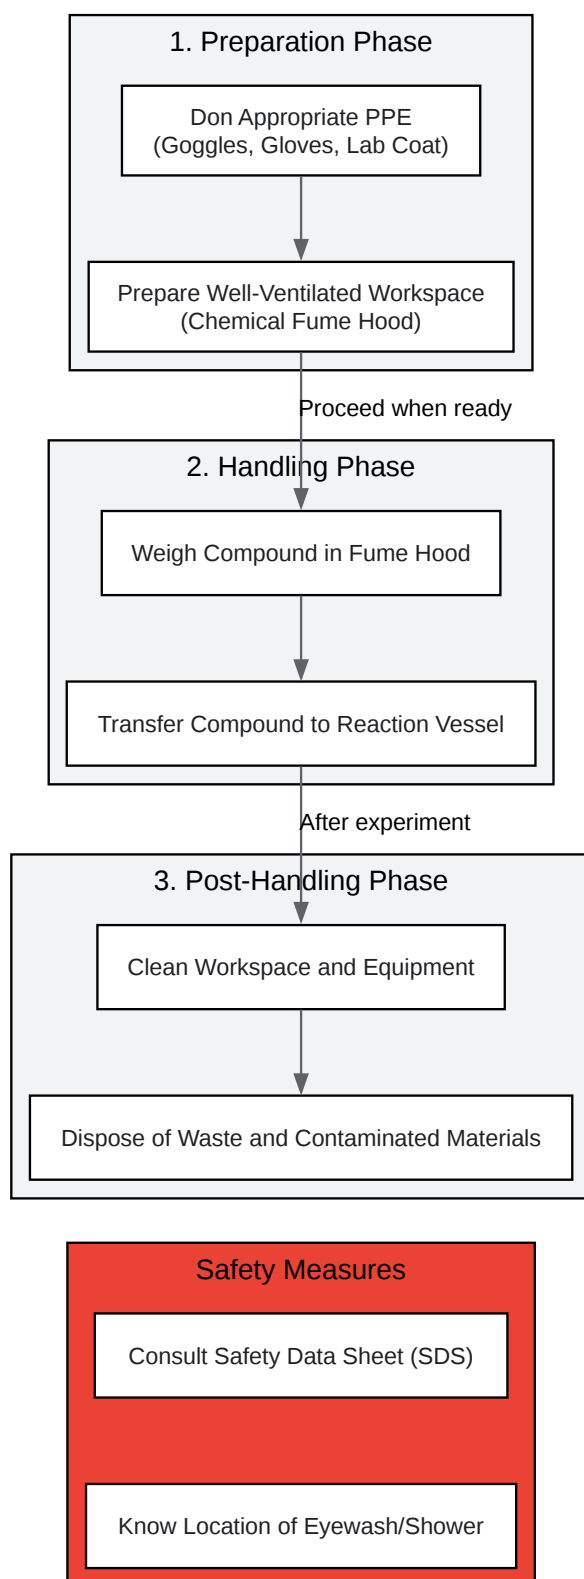 1. Preparation Phase
Don Appropriate PPE
(Goggles, Gloves, Lab Coat)
Prepare Well-Ventilated Workspace
(Chemical Fume Hood)
Proceed when ready
2. Handling Phase
Weigh Compound in Fume Hood
Transfer Compound to Reaction Vessel
After experiment
3. Post-Handling Phase
Clean Workspace and Equipment
Dispose of Waste and Contaminated Materials
Safety Measures
Consult Safety Data Sheet (SDS)
Know Location of Eyewash/Shower